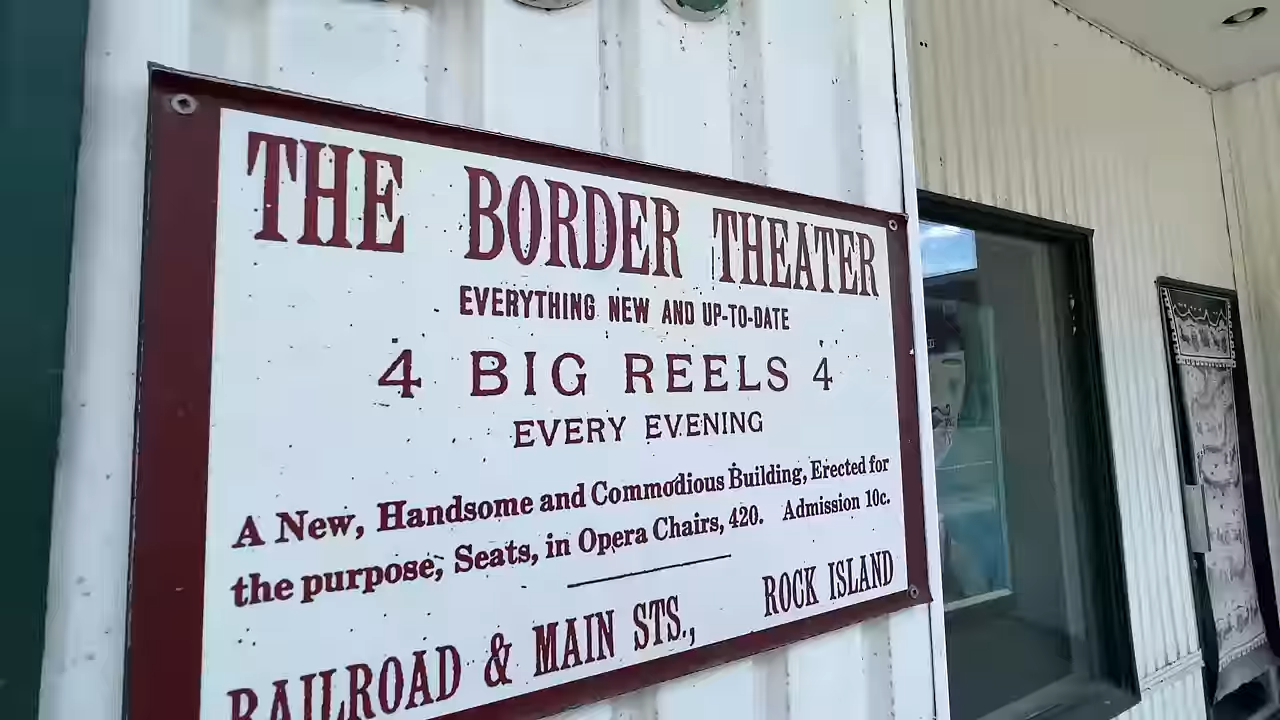 THE BORDER THEATER
EVERYTHING NEW AND UP-TO-DATE
4 BIG REELS 4
EVERY EVENING
A New, Handsome and Commodious Building, Erected for
the purpose, Seats, in Opera Chairs, 420. Admission 10c.
RAILROAD & MAIN STS., ROCK ISLAND